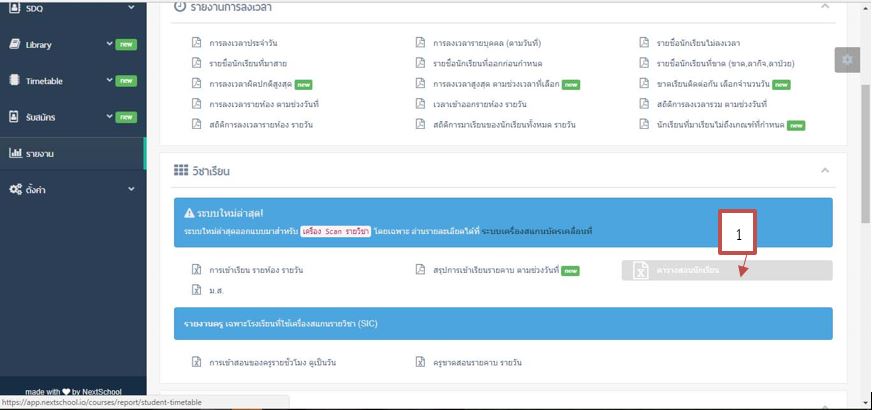 SDQ
Library new
Timetable new
รับสมัคร new
รายงาน
ตั้งค่า
made with by NextSchool
https://app.nextschool.io/courses/report/student-timetable
รายงานการลงเวลา
การลงเวลาประจำวัน
การลงเวลารายบุคคล (ตามวันที่)
รายชื่อนักเรียนไม่ลงเวลา
รายชื่อนักเรียนที่มาสาย
รายชื่อนักเรียนที่ออกก่อนกำหนด
รายชื่อนักเรียนที่ขาด (ขาด,ลากิจ,ลาป่วย)
การลงเวลาผิดปกติสูงสุด new
การลงเวลาสูงสุด ตามช่วงเวลาที่เลือก new
ขาดเรียนติดต่อกัน เลือกจำนวนวัน new
การลงเวลารายห้อง ตามช่วงวันที่
เวลาเข้าออกรายห้อง รายวัน
สถิติการลงเวลารวม ตามช่วงวันที่
สถิติการลงเวลารายห้อง รายวัน
สถิติการมาเรียนของนักเรียนทั้งหมด รายวัน
นักเรียนที่มาเรียนไม่ถึงเกณฑ์ที่กำหนด new
วิชาเรียน
ระบบใหม่ล่าสุด!
ระบบใหม่ล่าสุดออกแบบมาสำหรับ เครื่อง Scan รายวิชา โดยเฉพาะ อ่านรายละเอียดได้ที่ ระบบเครื่องสแกนบัตรเคลื่อนที่
1
การเข้าเรียน รายห้อง รายวัน
สรุปการเข้าเรียนรายคาบ ตามช่วงวันที่ new
ตารางสอนนักเรียน
ม.ส.
รายงานครู เฉพาะโรงเรียนที่ใช้เครื่องสแกนรายวิชา (SIC)
การเข้าสอนของครูรายชั่วโมง ดูเป็นวัน
ครูขาดสอนรายคาบ รายวัน